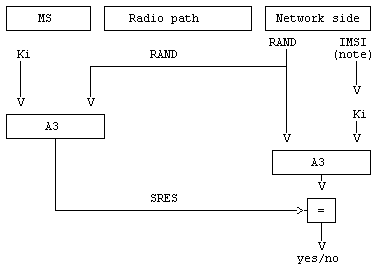 MS Radio path Network side
RAND IMSI
(note)
Ki RAND
Ki
A3
A3
SRES
=
yes/no